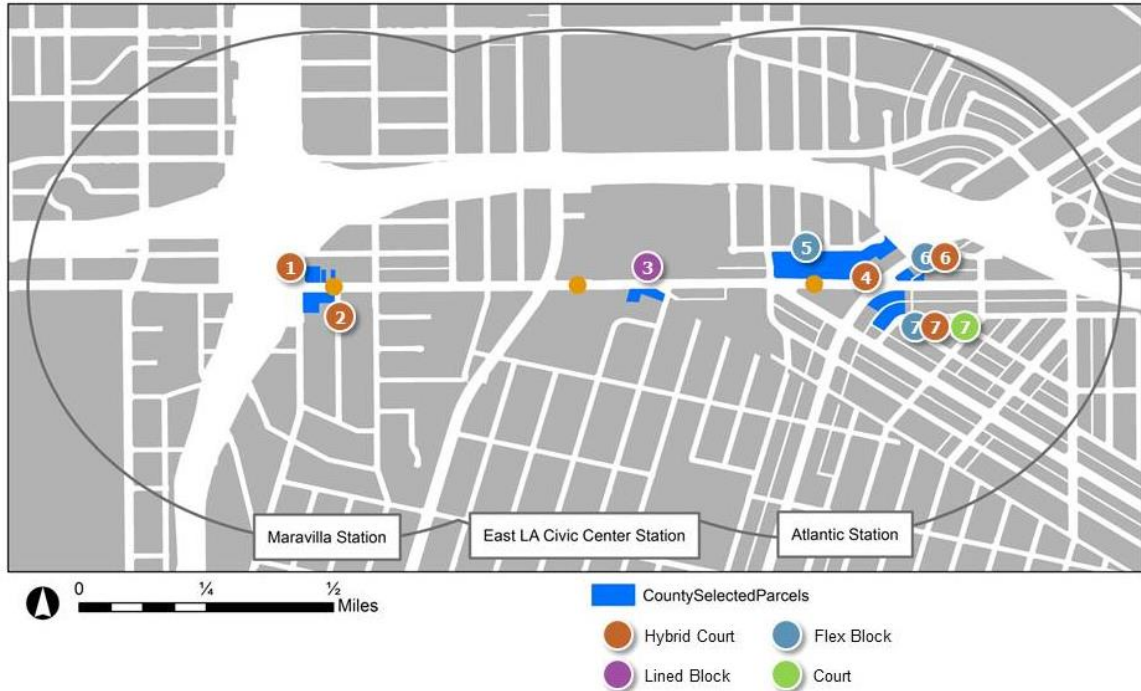 1
2
3
5
4
6 6
7 7 7
Maravilla Station
East LA Civic Center Station
Atlantic Station
0 ¼ ½
Miles
CountySelectedParcels
Hybrid Court
Flex Block
Lined Block
Court